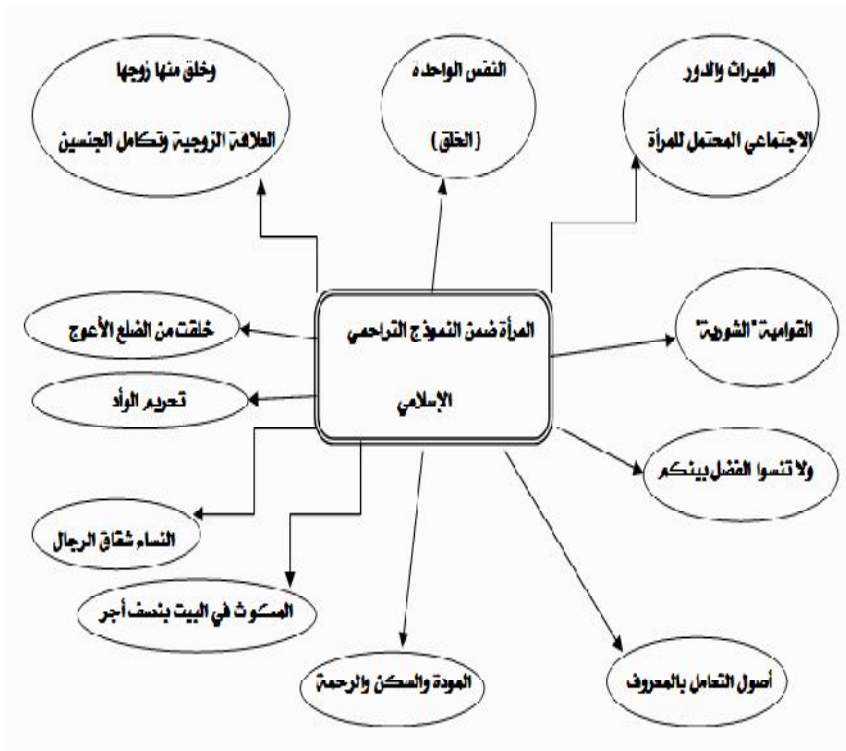 الميراث والدور
الاجتماعي المحتمل للمرأة
النفس الواحدة
( الخلق )
وخلق منها زوجها
العلاقة الزوجية وتكامل الجنسين
المرأة ضمن النموذج التراحمي
الإسلامي
القوامية "الشورية"
ولا تنسوا الفضل بينكم
أصول التعامل بالمعروف
المودة والسكن والرحمة
خلقت من الضلع الأعوج
تحريم الوأد
النساء شقاق الرجال
المكوث في البيت بنصف أجر